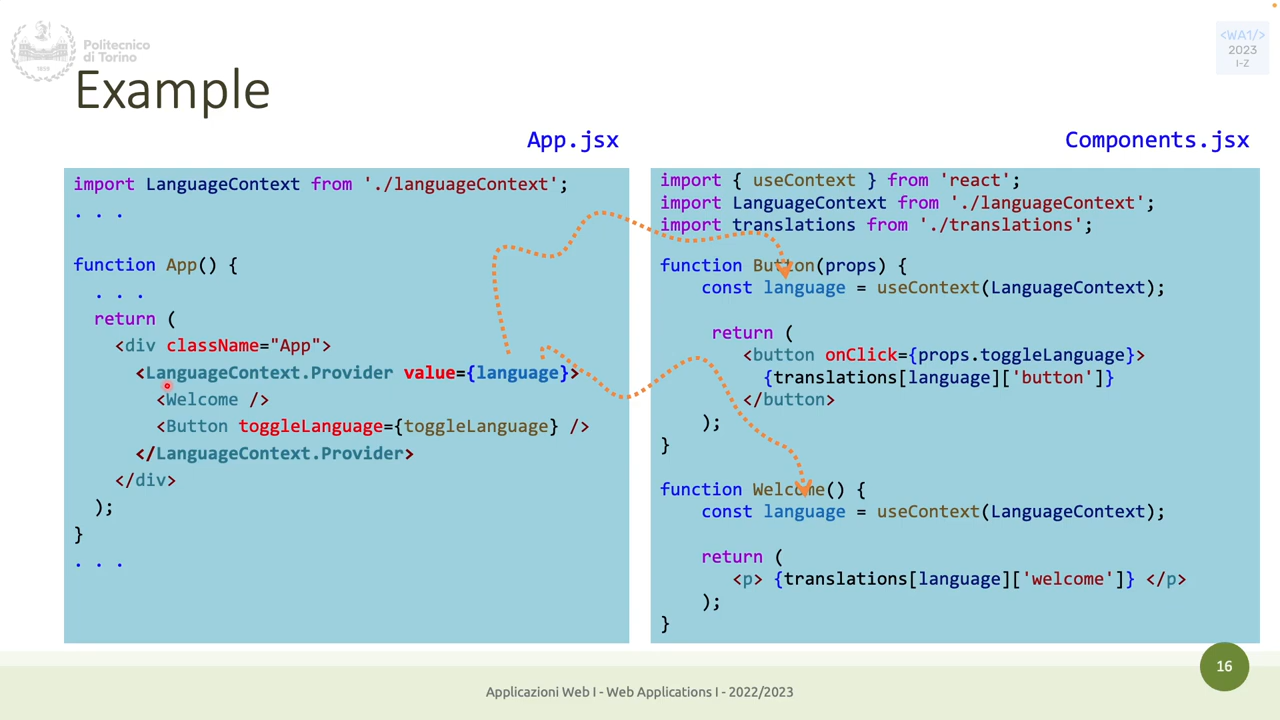 Politecnico
di Torino
1859
<WA1/>
2023
I-Z
Example
App.jsx
import LanguageContext from './languageContext';
. . .
function App() {
. . .
return (
<div className="App">
<LanguageContext.Provider value={language}>
<Welcome />
<Button toggleLanguage={toggleLanguage} />
</LanguageContext.Provider>
</div>
);
}
. . .
Components.jsx
import { useContext } from 'react';
import LanguageContext from './languageContext';
import translations from './translations';
function Button(props) {
const language = useContext(LanguageContext);
return (
<button onClick={props.toggleLanguage}>
{translations[language]['button']}
</button>
);
}
function Welcome() {
const language = useContext(LanguageContext);
return (
<p> {translations[language]['welcome']} </p>
);
}
16
Applicazioni Web I - Web Applications I - 2022/2023